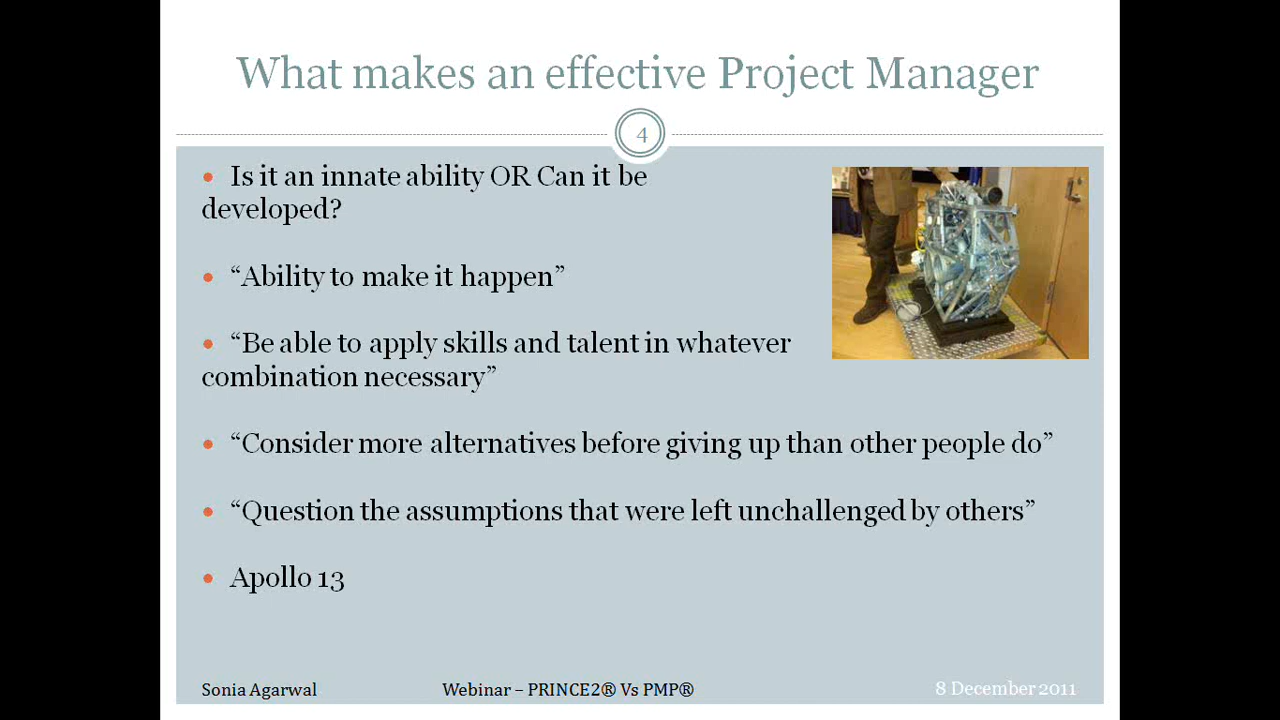 What makes an effective Project Manager
4
• Is it an innate ability OR Can it be
developed?
• “Ability to make it happen”
• “Be able to apply skills and talent in whatever
combination necessary”
• “Consider more alternatives before giving up than other people do”
• “Question the assumptions that were left unchallenged by others”
• Apollo 13
Sonia Agarwal
Webinar – PRINCE2® Vs PMP®
8 December 2011